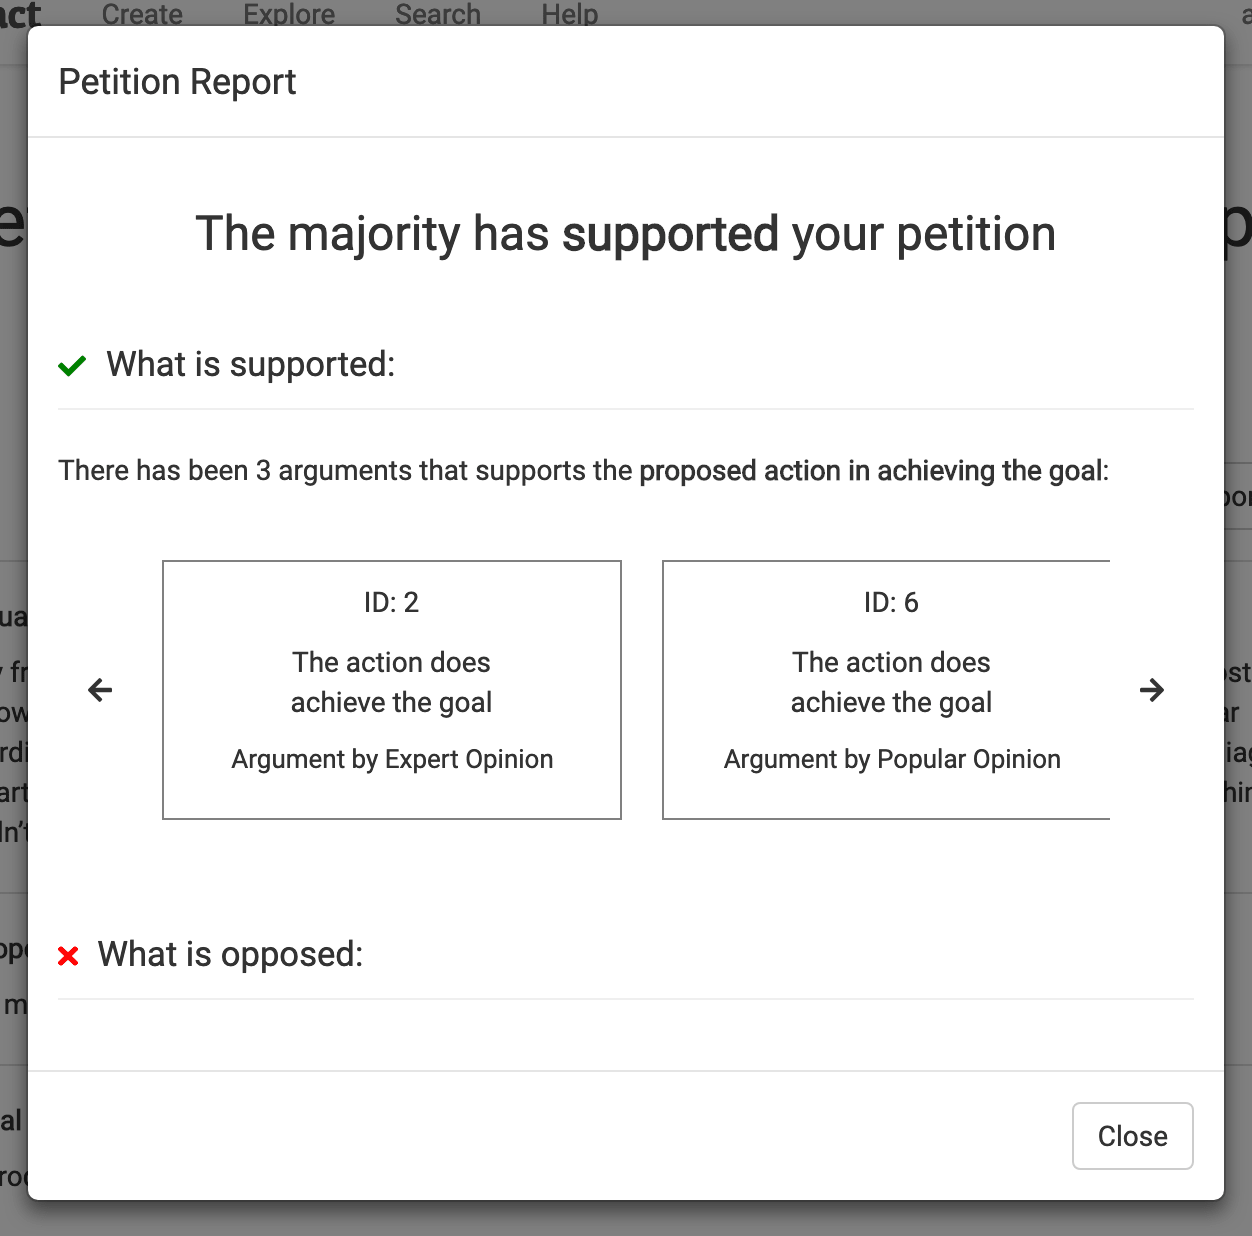 Create Explore Search Help
Petition Report
The majority has supported your petition
What is supported:
There has been 3 arguments that supports the proposed action in achieving the goal:
ID: 2
The action does
achieve the goal
Argument by Expert Opinion
ID: 6
The action does
achieve the goal
Argument by Popular Opinion
What is opposed:
Close